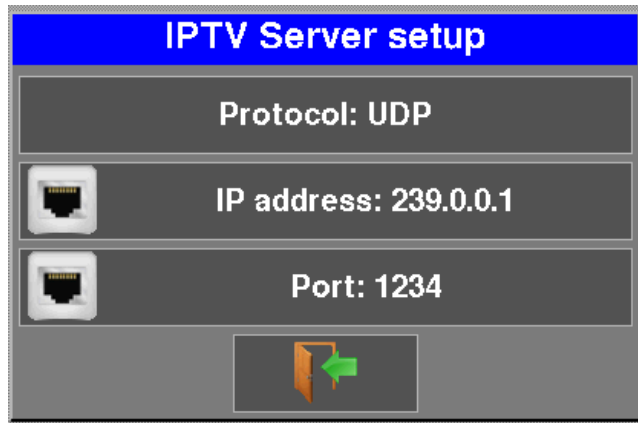 IPTV Server setup
Protocol: UDP
IP address: 239.0.0.1
Port: 1234